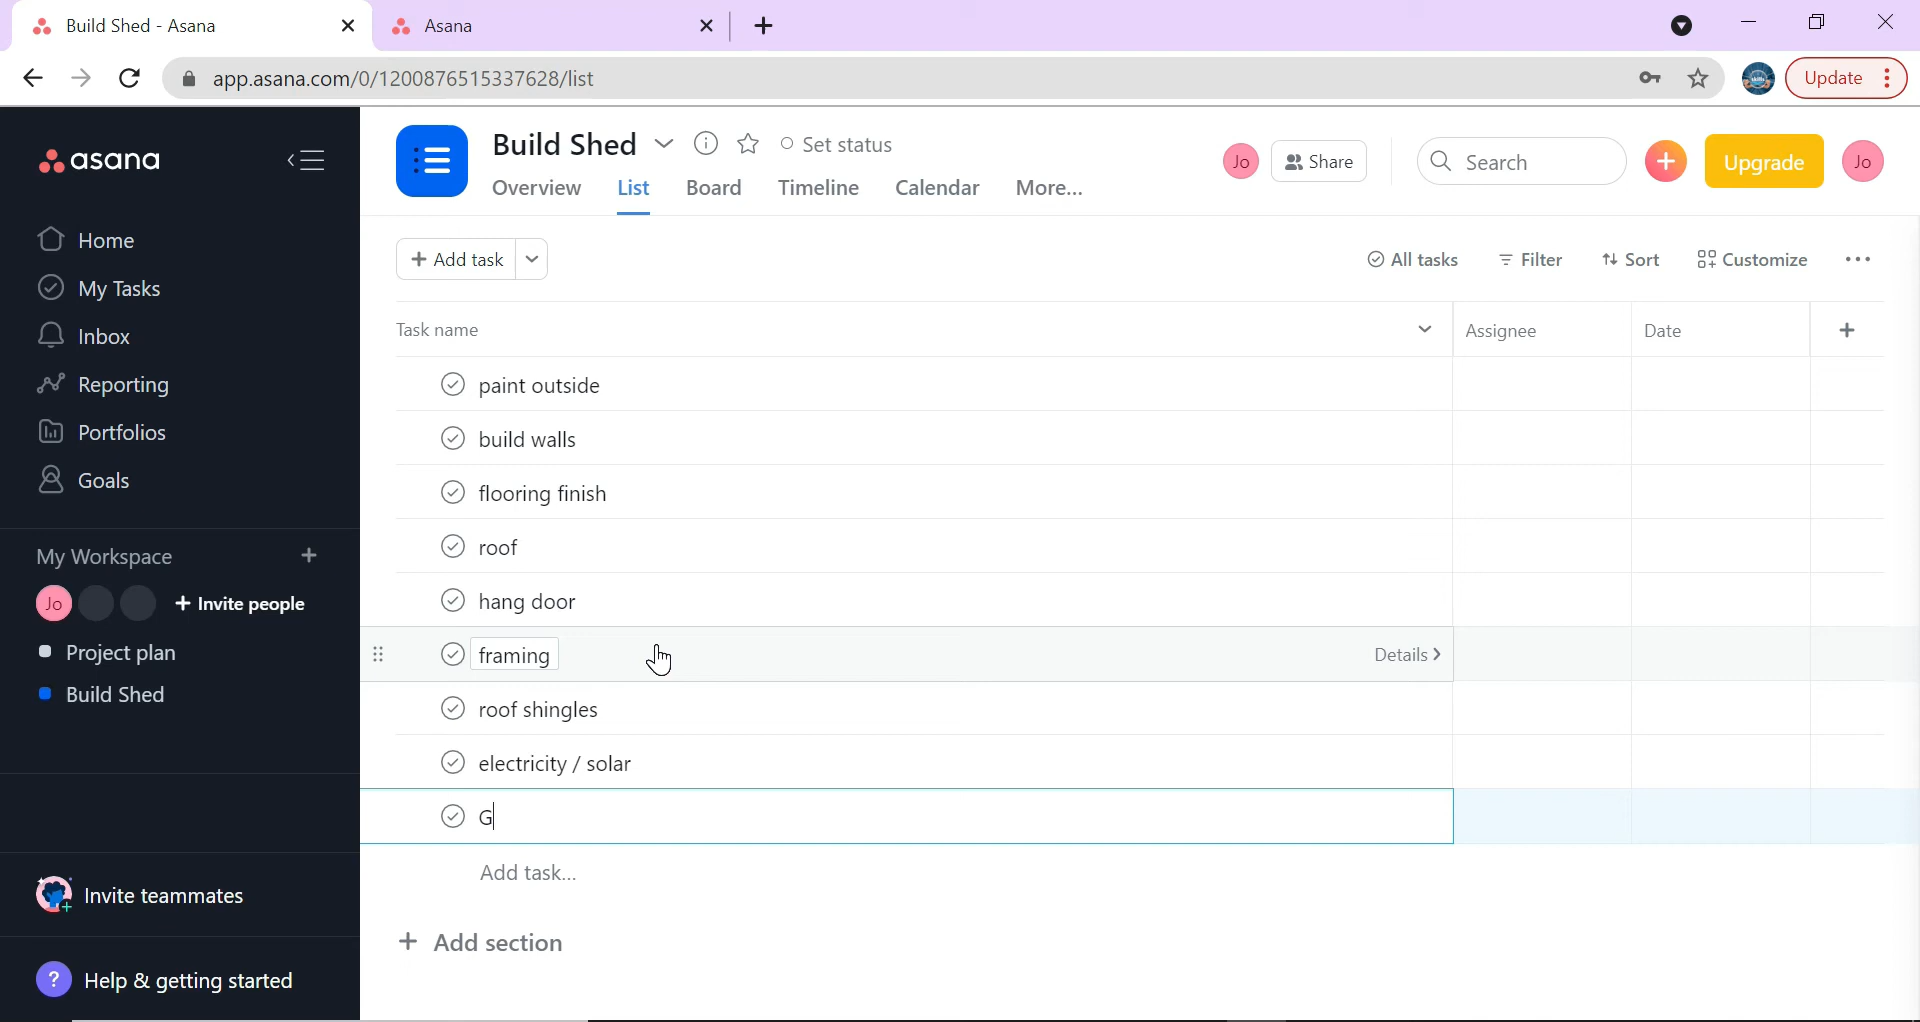 Build Shed - Asana
Asana
app.asana.com/0/1200876515337628/list
Update
asana
Build Shed
Set status
Jo
Share
Search
Upgrade
Jo
Overview
List
Board
Timeline
Calendar
More...
Home
My Tasks
Inbox
Reporting
Portfolios
Goals
My Workspace
Jo
Invite people
Project plan
Build Shed
Invite teammates
? Help & getting started
+ Add task
All tasks
Filter
Sort
Customize
Task name
Assignee
Date
paint outside
build walls
flooring finish
roof
hang door
framing
Details
roof shingles
electricity / solar
G
Add task...
+ Add section